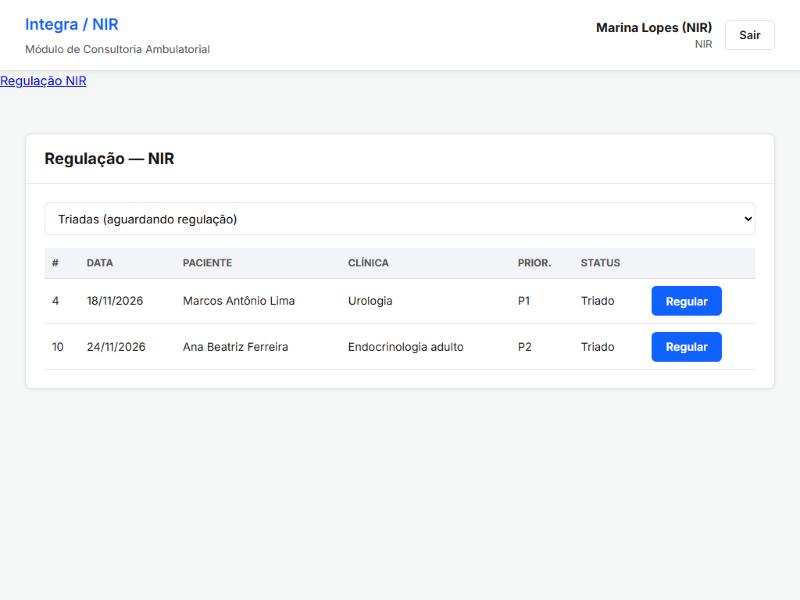 Integra / NIR
Módulo de Consultoria Ambulatorial
Marina Lopes (NIR)
NIR
Sair
Regulação NIR
Regulação — NIR
Triadas (aguardando regulação)
# DATA PACIENTE CLÍNICA PRIOR. STATUS
4 18/11/2026 Marcos Antônio Lima Urologia P1 Triado Regular
10 24/11/2026 Ana Beatriz Ferreira Endocrinologia adulto P2 Triado Regular